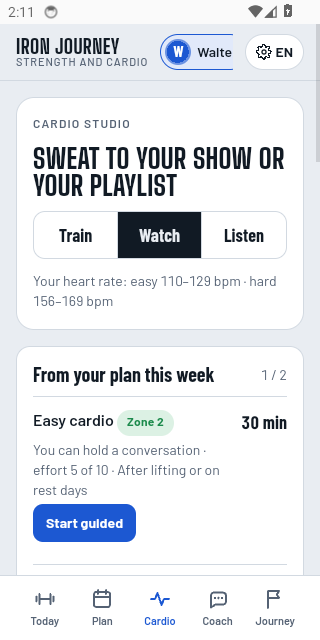 2:11
IRON JOURNEY
STRENGTH AND CARDIO
W Walte
EN
CARDIO STUDIO
SWEAT TO YOUR SHOW OR
YOUR PLAYLIST
Train Watch Listen
Your heart rate: easy 110–129 bpm · hard
156–169 bpm
From your plan this week 1 / 2
Easy cardio Zone 2 30 min
You can hold a conversation ·
effort 5 of 10 · After lifting or on
rest days
Start guided
Today Plan Cardio Coach Journey